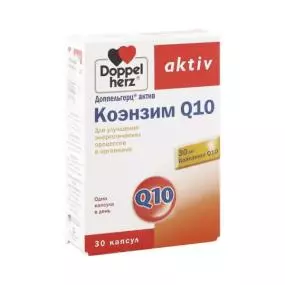 Doppel
herz®
aktiv
Доппельгерц® актив
Коэнзим Q10
Для улучшения
энергетических
процессов
в организме
30 мг
Коэнзима Q10
Q10
Одна
капсула
в день
30 капсул